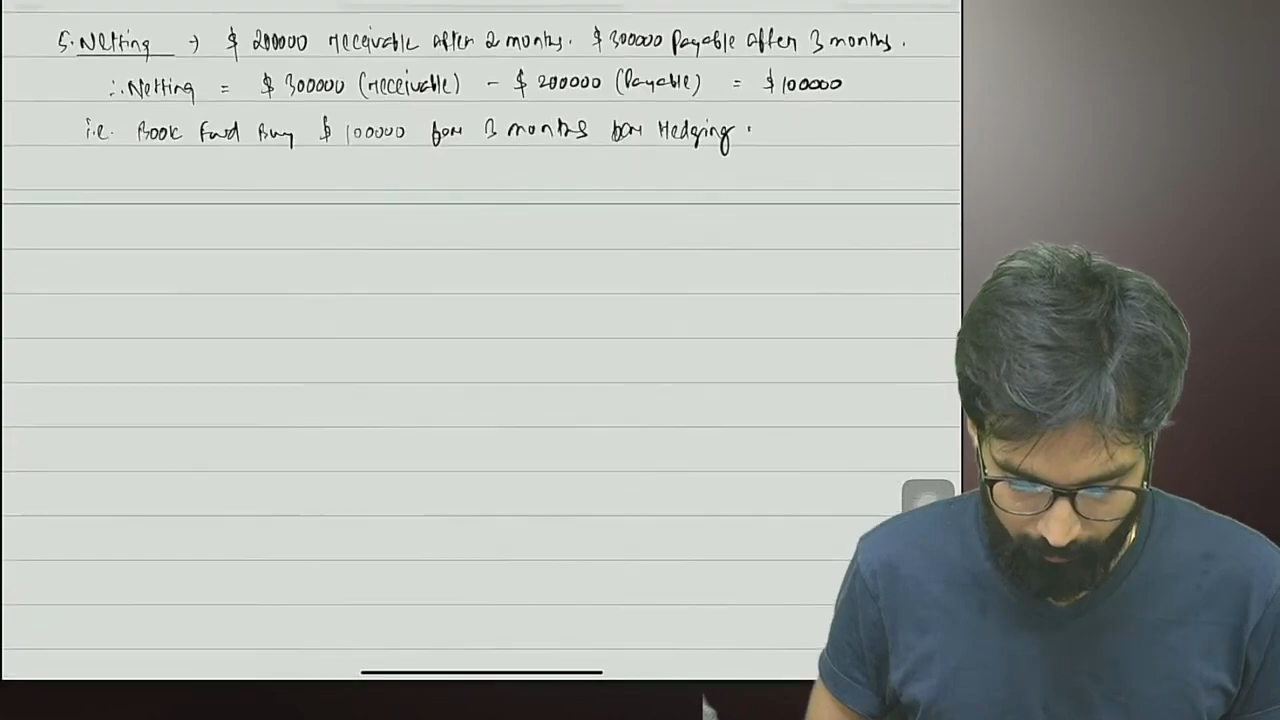 5. Netting → $ 200000 receivable after 2 months. $ 300000 Payable after 3 months.
∴ Netting = $ 300000 (receivable) - $ 200000 (Payable) = $ 100000
i.e. Book Fwd Buy $ 100000 for 3 months for Hedging.